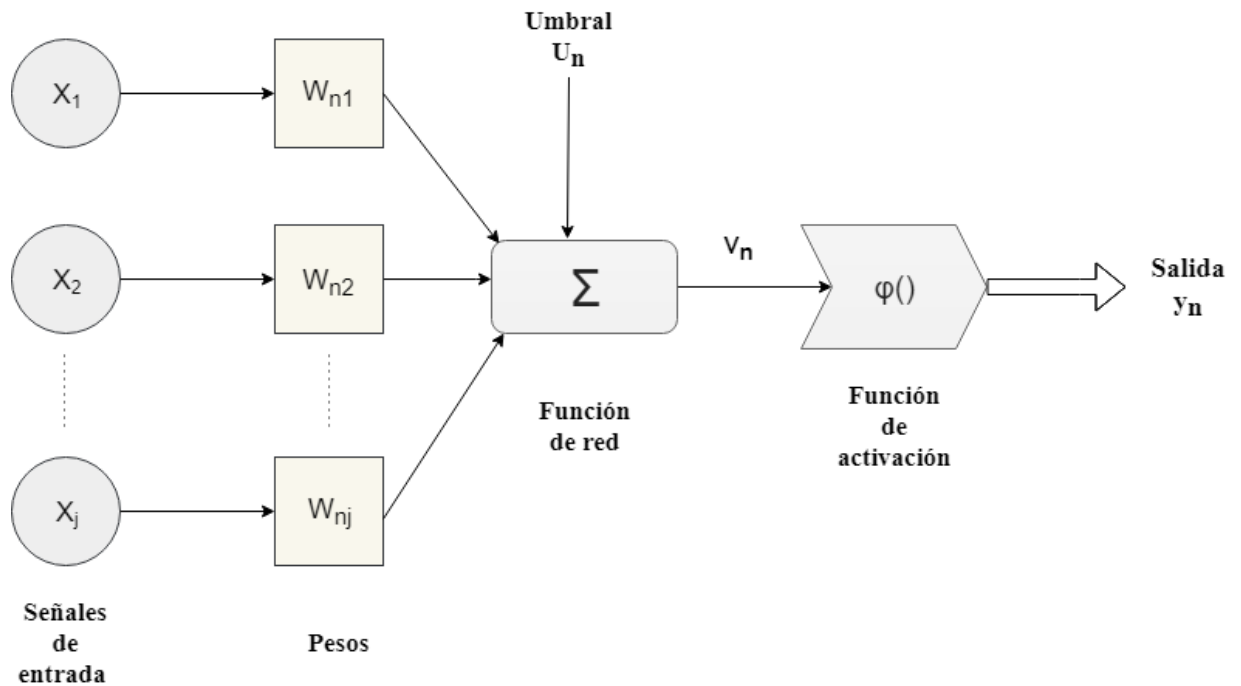 Umbral
Un
X1
Wn1
X2
Wn2
Σ
Vn
φ()
Salida
yn
Función
de red
Función
de
activación
Xj
Wnj
Señales
de
entrada
Pesos